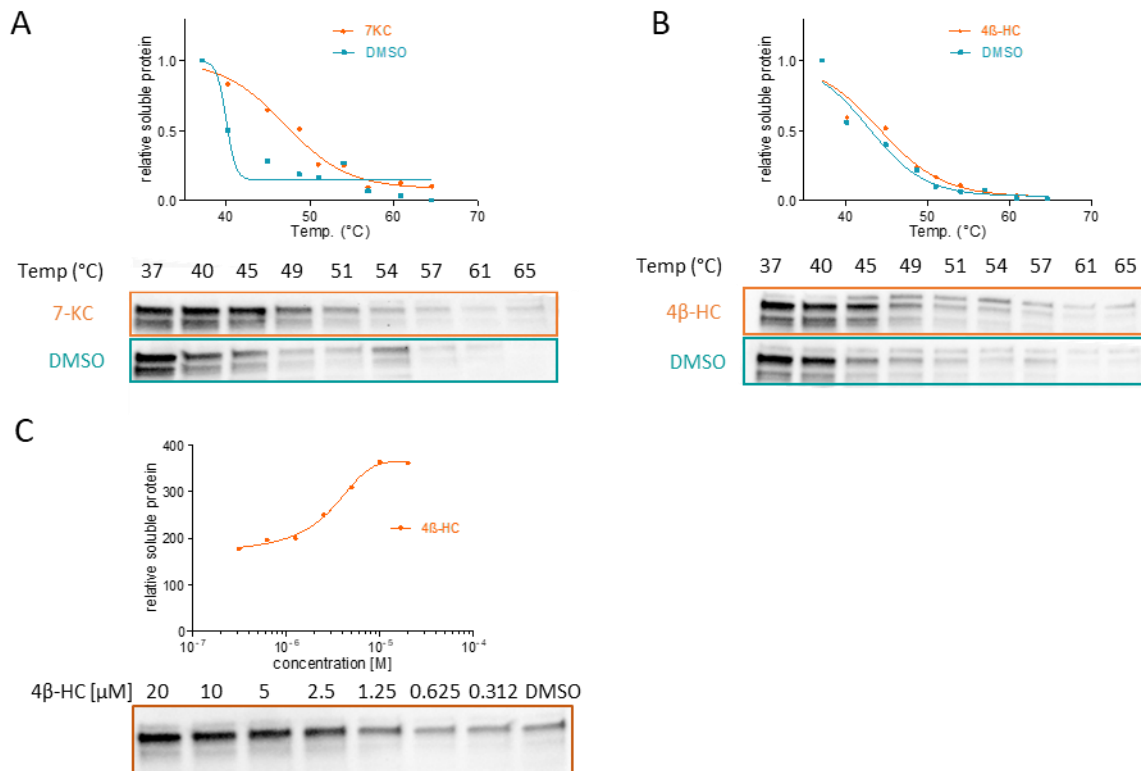 A
7KC
DMSO
relative soluble protein
1.0
0.5
0.0
40 50 60 70
Temp. (°C)
Temp (°C) 37 40 45 49 51 54 57 61 65
7-KC
DMSO
B
4ß-HC
DMSO
relative soluble protein
1.0
0.5
0.0
40 50 60 70
Temp. (°C)
Temp (°C) 37 40 45 49 51 54 57 61 65
4β-HC
DMSO
C
400
300
200
100
0
relative soluble protein
4ß-HC
10-7 10-6 10-5 10-4
concentration [M]
4β-HC [µM] 20 10 5 2.5 1.25 0.625 0.312 DMSO